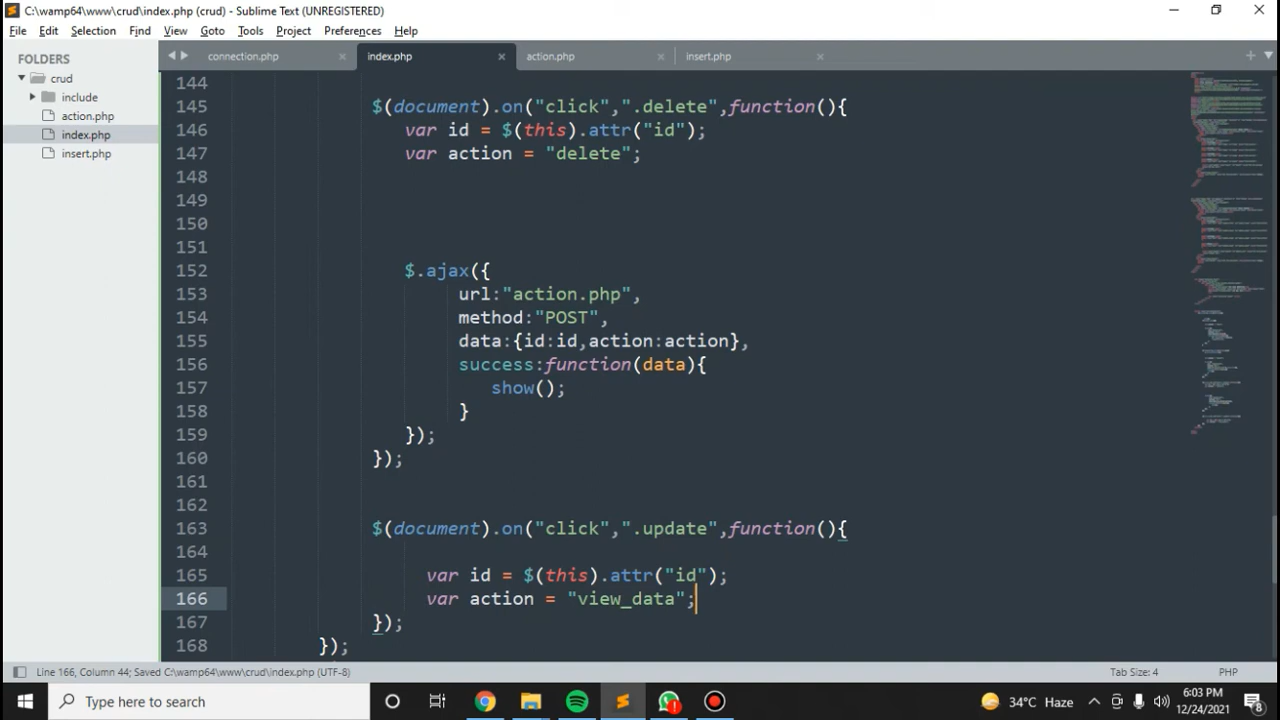 C:\wamp64\www\crud\index.php (crud) - Sublime Text (UNREGISTERED)
File Edit Selection Find View Goto Tools Project Preferences Help
FOLDERS
crud
include
action.php
index.php
insert.php
connection.php index.php action.php insert.php
144
145 $(document).on("click",".delete",function(){
146 var id = $(this).attr("id");
147 var action = "delete";
148
149
150
151
152 $.ajax({
153 url:"action.php",
154 method:"POST",
155 data:{id:id,action:action},
156 success:function(data){
157 show();
158 }
159 });
160 });
161
162
163 $(document).on("click",".update",function(){
164
165 var id = $(this).attr("id");
166 var action = "view_data";
167 });
168 });
Line 166, Column 44; Saved C:\wamp64\www\crud\index.php (UTF-8) Tab Size: 4 PHP
Type here to search
34°C Haze
6:03 PM
12/24/2021
8